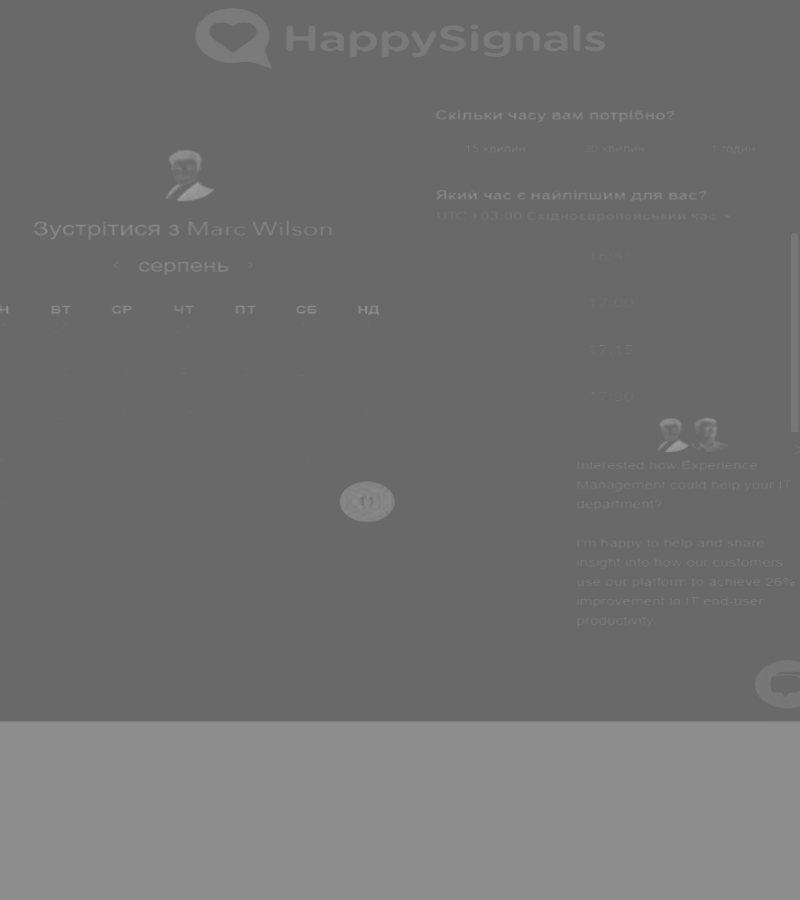 HappySignals
Зустрітися з Marc Wilson
серпень
Н ВТ СР ЧТ ПТ СБ НД
11
Скільки часу вам потрібно?
15 хвилин 30 хвилин 1 годин
Який час є найліпшим для вас?
UTC +03:00 Східноєвропейський час
17:00
17:15
17:30
Interested how Experience
Management could help your IT
department?
I'm happy to help and share
insight into how our customers
use our platform to achieve 26%
improvement in IT end-user
productivity